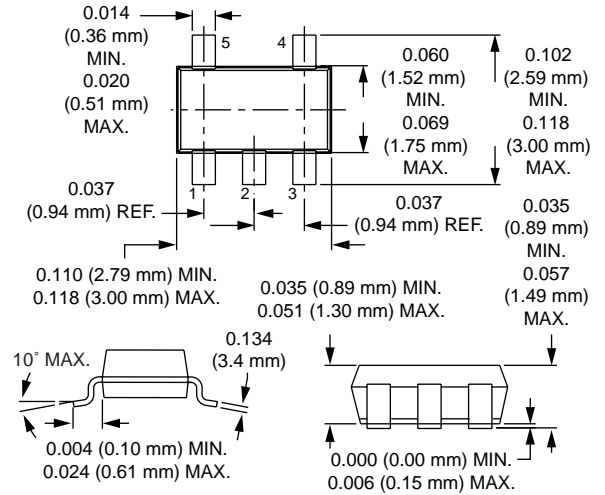 0.014
(0.36 mm)
MIN.
0.020
(0.51 mm)
MAX.
5
4
0.060
(1.52 mm)
MIN.
0.069
(1.75 mm)
MAX.
0.102
(2.59 mm)
MIN.
0.118
(3.00 mm)
MAX.
1
2
3
0.037
(0.94 mm) REF.
0.037
(0.94 mm) REF.
0.110 (2.79 mm) MIN.
0.118 (3.00 mm) MAX.
0.035 (0.89 mm) MIN.
0.051 (1.30 mm) MAX.
0.035
(0.89 mm)
MIN.
0.057
(1.49 mm)
MAX.
10° MAX.
0.134
(3.4 mm)
0.004 (0.10 mm) MIN.
0.024 (0.61 mm) MAX.
0.000 (0.00 mm) MIN.
0.006 (0.15 mm) MAX.